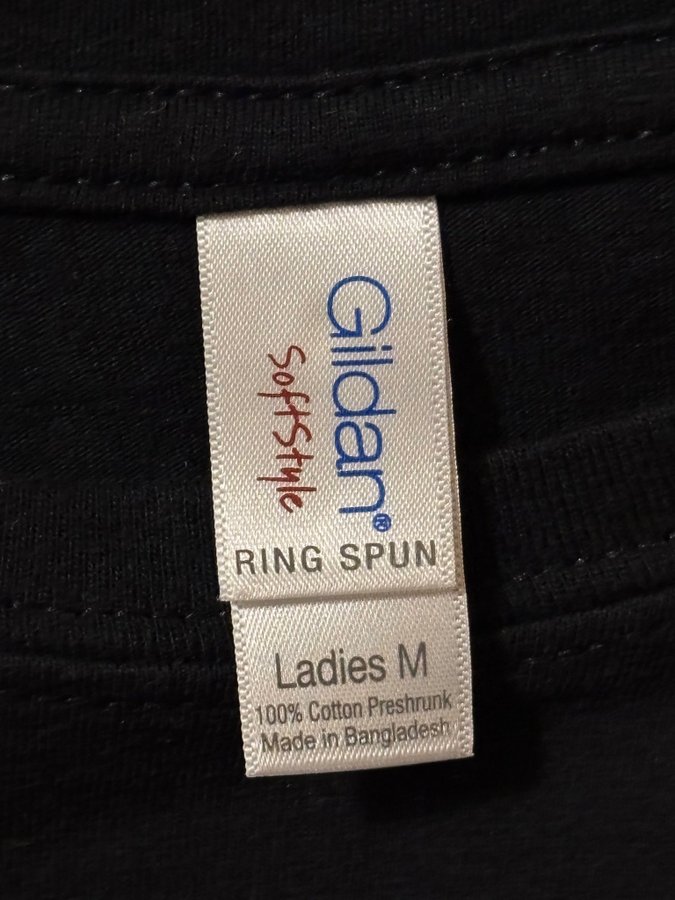 Gildan®
SoftStyle
RING SPUN
Ladies M
100% Cotton Preshrunk
Made in Bangladesh